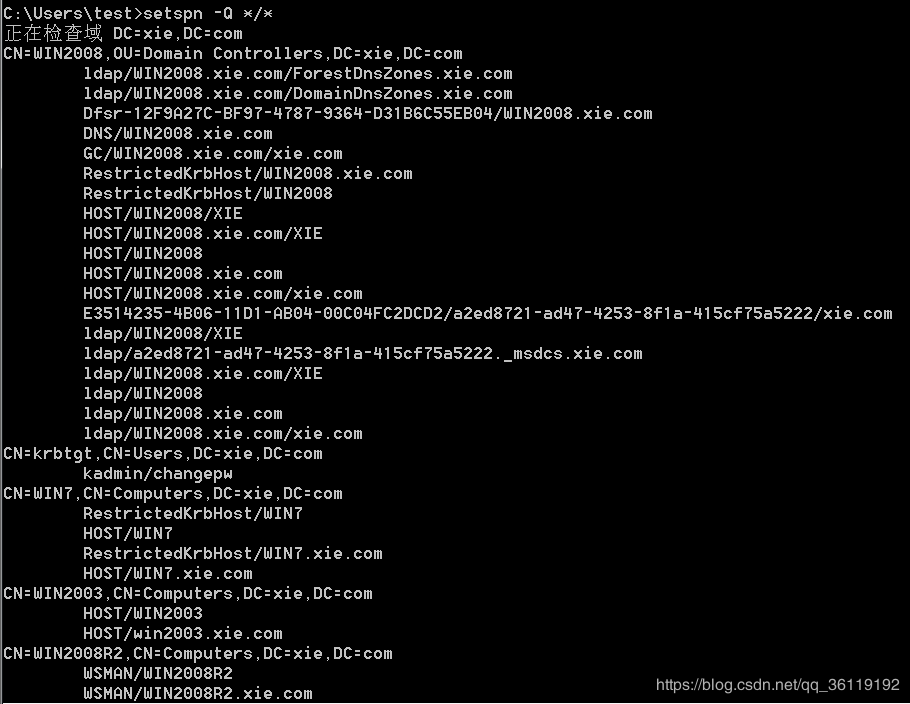 C:\Users\test>setspn -Q */*
正在检查域 DC=xie,DC=com
CN=WIN2008,OU=Domain Controllers,DC=xie,DC=com
ldap/WIN2008.xie.com/ForestDnsZones.xie.com
ldap/WIN2008.xie.com/DomainDnsZones.xie.com
Dfsr-12F9A27C-BF97-4787-9364-D31B6C55EB04/WIN2008.xie.com
DNS/WIN2008.xie.com
GC/WIN2008.xie.com/xie.com
RestrictedKrbHost/WIN2008.xie.com
RestrictedKrbHost/WIN2008
HOST/WIN2008/XIE
HOST/WIN2008.xie.com/XIE
HOST/WIN2008
HOST/WIN2008.xie.com
HOST/WIN2008.xie.com/xie.com
E3514235-4B06-11D1-AB04-00C04FC2DCD2/a2ed8721-ad47-4253-8f1a-415cf75a5222/xie.com
ldap/WIN2008/XIE
ldap/a2ed8721-ad47-4253-8f1a-415cf75a5222._msdcs.xie.com
ldap/WIN2008.xie.com/XIE
ldap/WIN2008
ldap/WIN2008.xie.com
ldap/WIN2008.xie.com/xie.com
CN=krbtgt,CN=Users,DC=xie,DC=com
kadmin/changepw
CN=WIN7,CN=Computers,DC=xie,DC=com
RestrictedKrbHost/WIN7
HOST/WIN7
RestrictedKrbHost/WIN7.xie.com
HOST/WIN7.xie.com
CN=WIN2003,CN=Computers,DC=xie,DC=com
HOST/WIN2003
HOST/win2003.xie.com
CN=WIN2008R2,CN=Computers,DC=xie,DC=com
WSMAN/WIN2008R2
WSMAN/WIN2008R2.xie.com
https://blog.csdn.net/qq_36119192